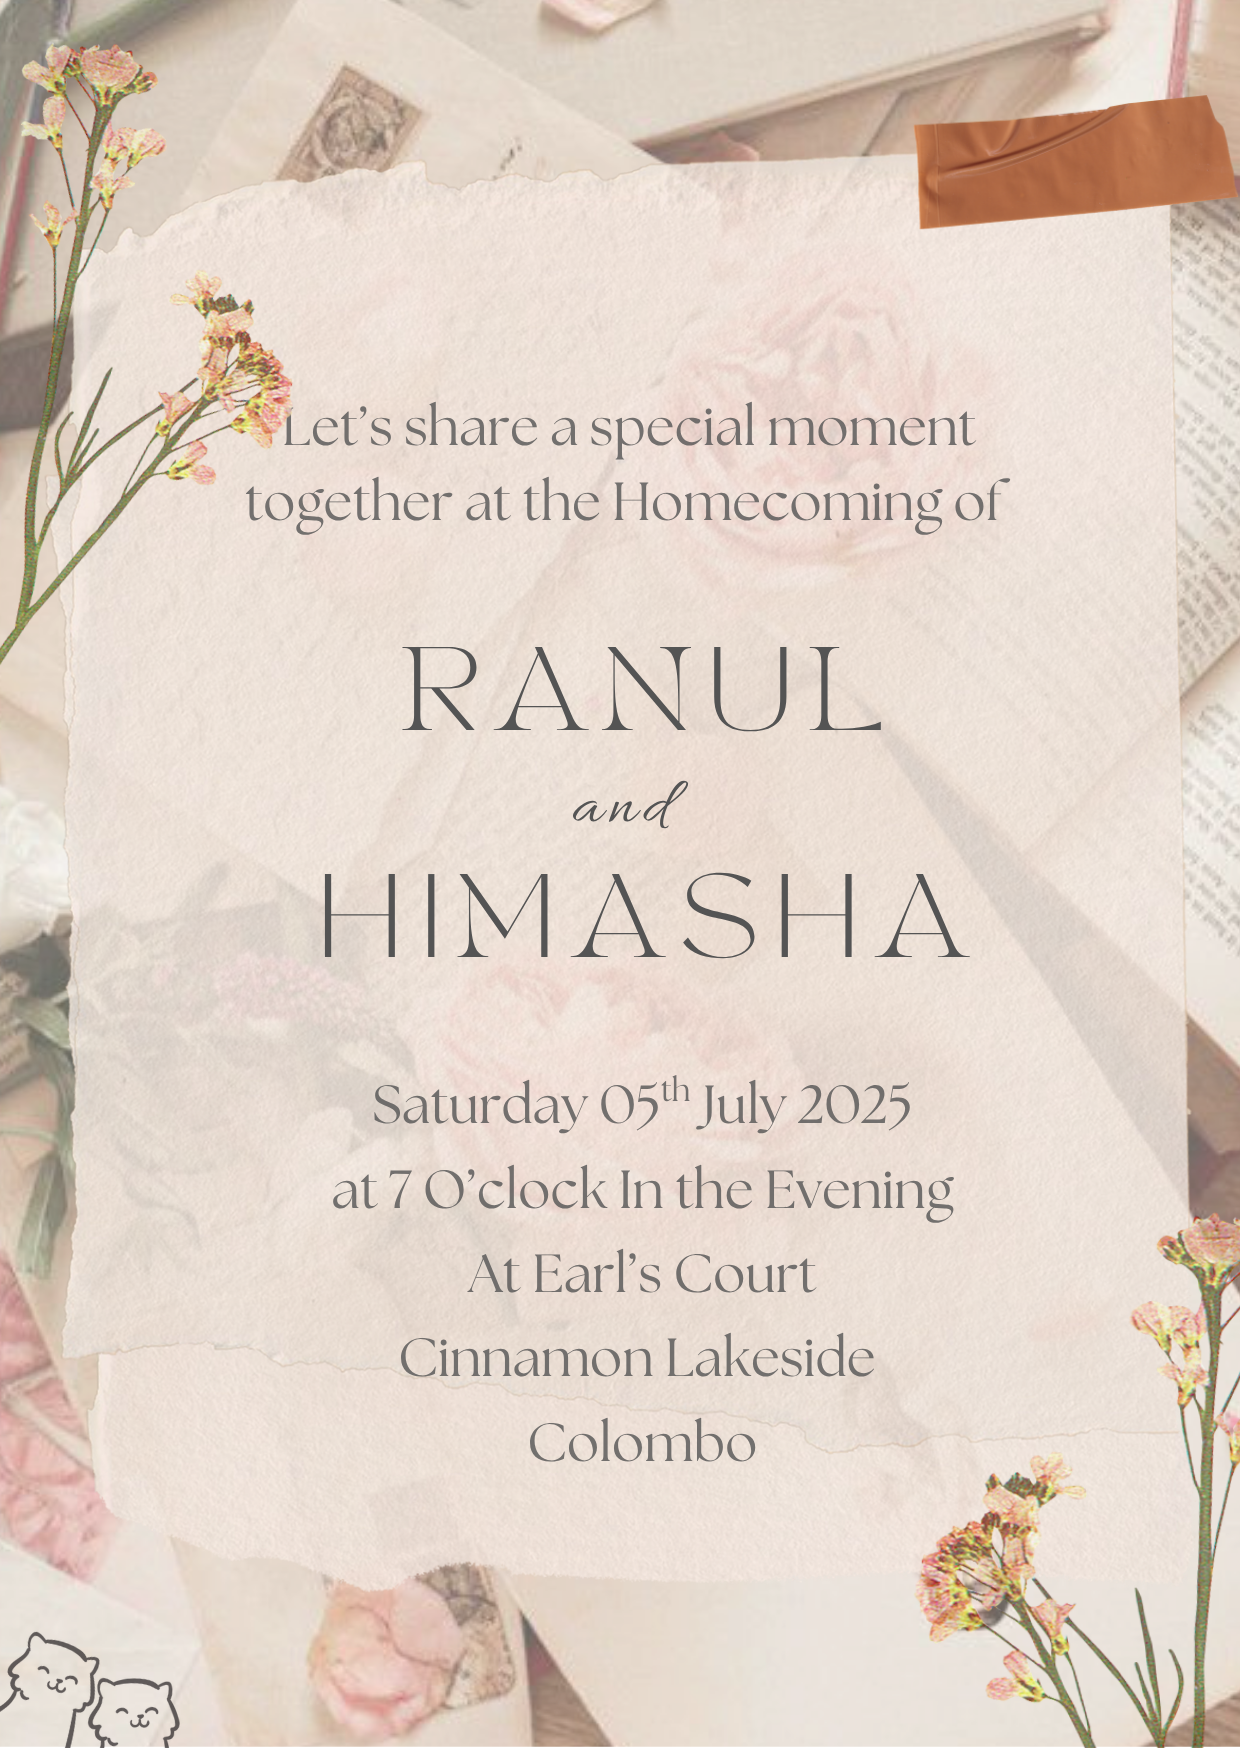 Let’s share a special moment
together at the Homecoming of
RANUL
and
HIMASHA
Saturday 05th July 2025
at 7 O’clock In the Evening
At Earl’s Court
Cinnamon Lakeside
Colombo